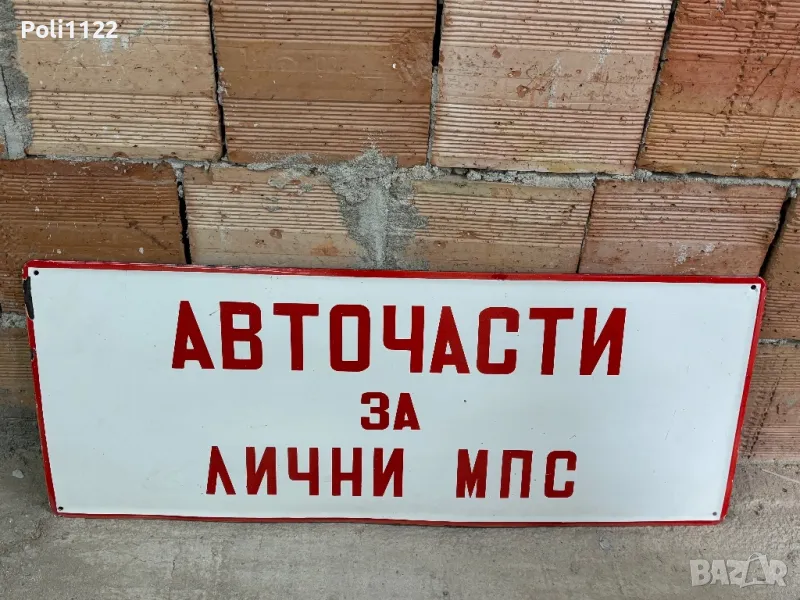 Poli1122
АВТОЧАСТИ
ЗА
ЛИЧНИ МПС
BAZAR